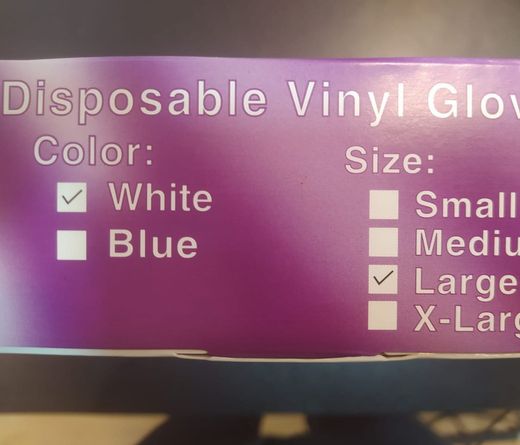 Disposable Vinyl Glov
Color:
White
Blue
Size:
Small
Mediu
Large
X-Larg